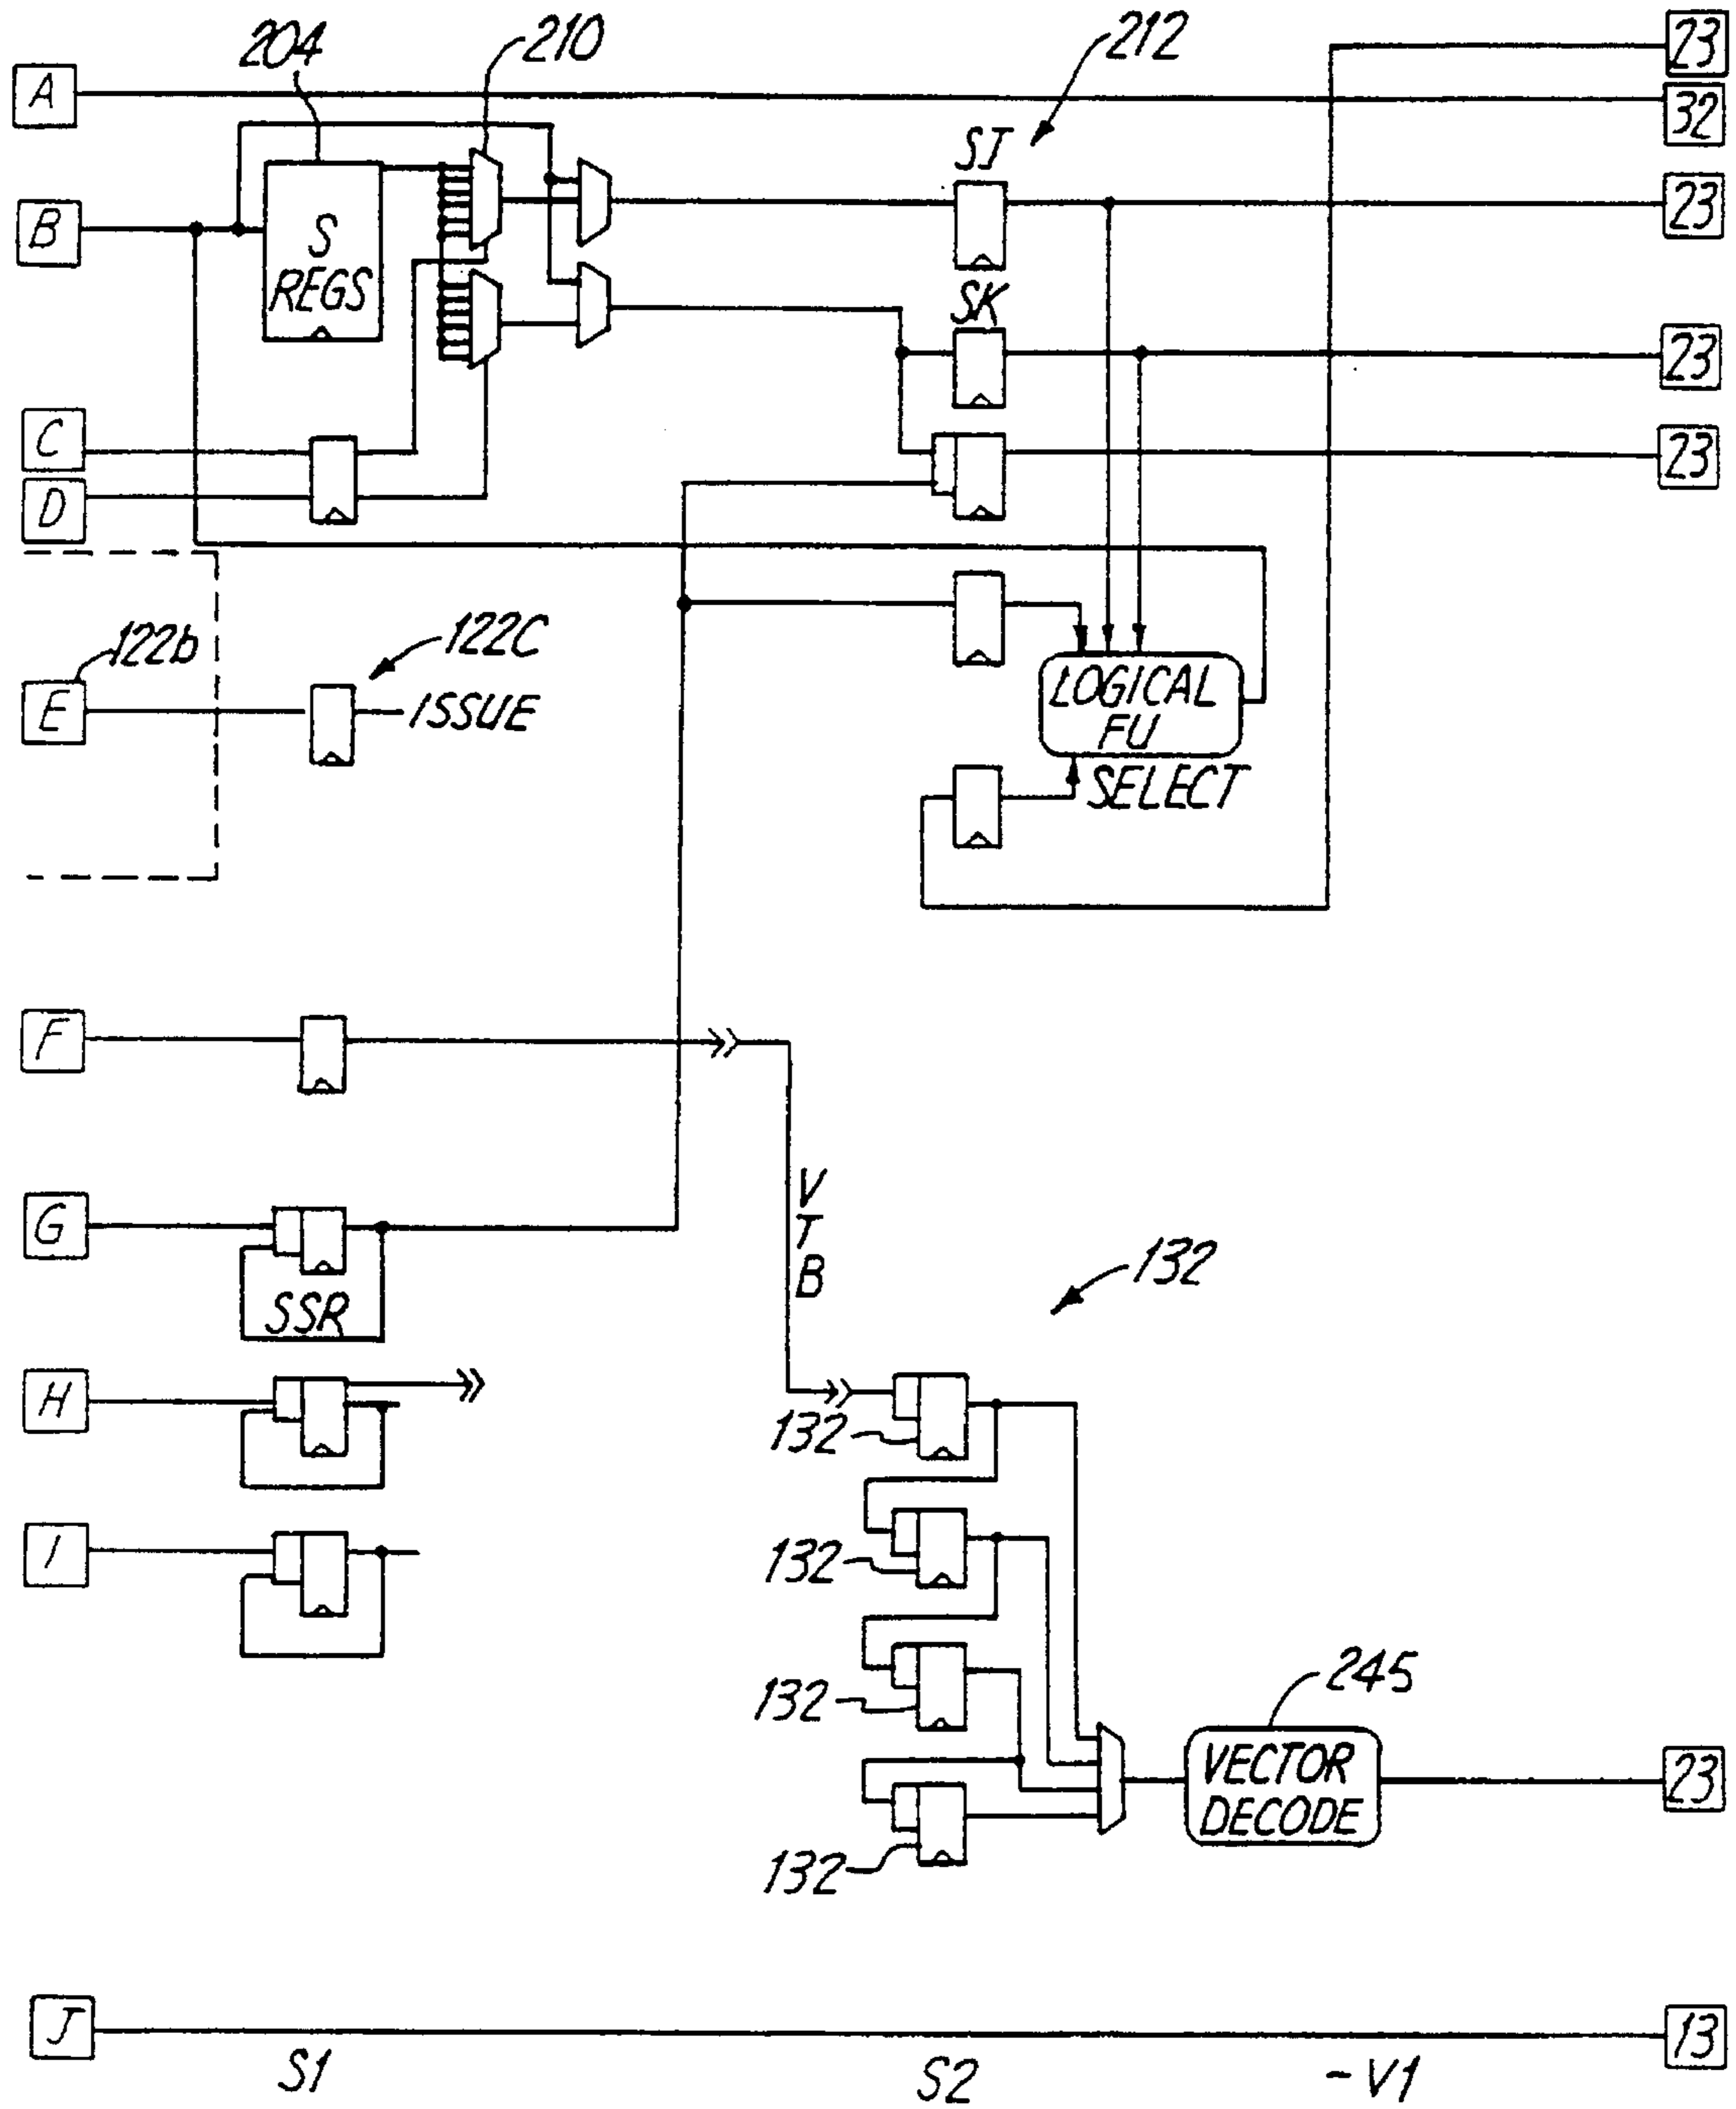 204
210
212
23
A
32
SJ
B
S
REGS
23
SK
23
C
23
D
122b
122C
E
ISSUE
LOGICAL
FU
SELECT
F
V
T
B
G
SSR
132
H
132
I
132
132
245
VECTOR
DECODE
23
132
J
13
S1
S2
-V1